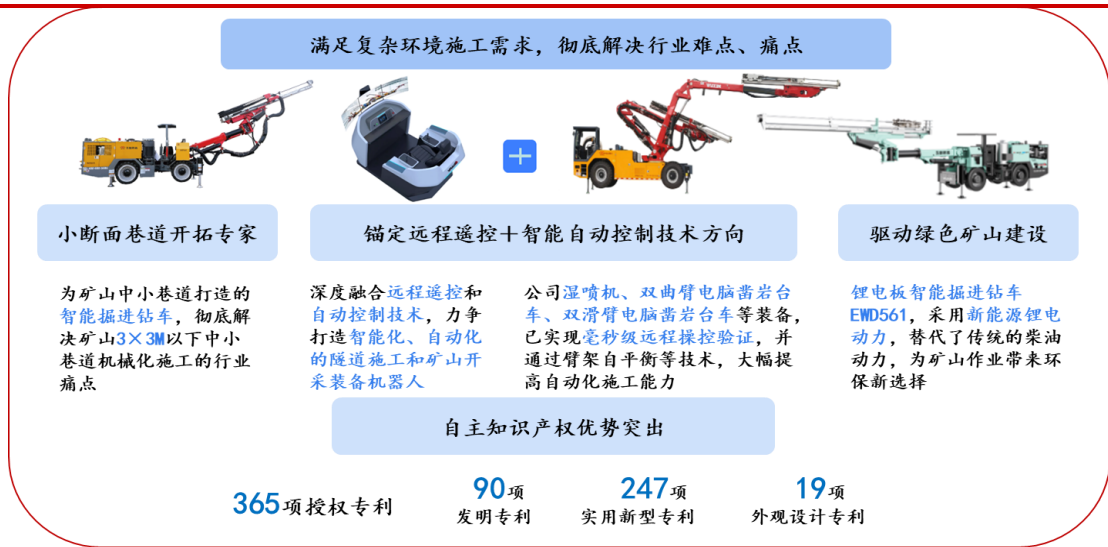 满足复杂环境施工需求，彻底解决行业难点、痛点
小断面巷道开拓专家
为矿山中小巷道打造的
智能掘进钻车，彻底解
决矿山3×3M以下中小
巷道机械化施工的行业
痛点
锚定远程遥控＋智能自动控制技术方向
深度融合远程遥控和
自动控制技术，力争
打造智能化、自动化
的隧道施工和矿山开
采装备机器人
公司湿喷机、双曲臂电脑凿岩台
车、双滑臂电脑凿岩台车等装备，
已实现毫秒级远程操控验证，并
通过臂架自平衡等技术，大幅提
高自动化施工能力
驱动绿色矿山建设
锂电板智能掘进钻车
EWD561，采用新能源锂电
动力，替代了传统的柴油
动力，为矿山作业带来环
保新选择
自主知识产权优势突出
365项授权专利
90项
发明专利
247项
实用新型专利
19项
外观设计专利